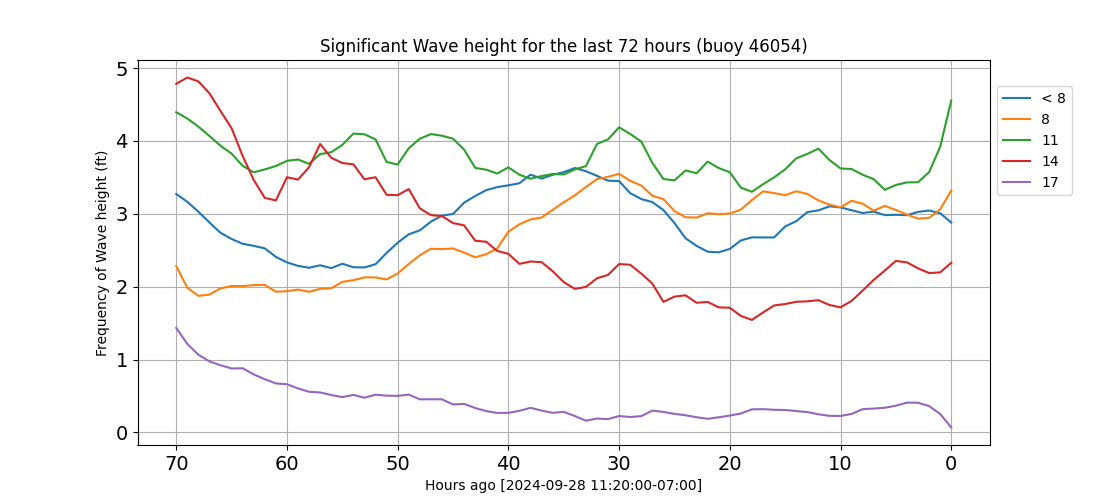 Significant Wave height for the last 72 hours (buoy 46054)
5
4
3
2
1
0
Frequency of Wave height (ft)
70 60 50 40 30 20 10 0
Hours ago [2024-09-28 11:20:00-07:00]
< 8
8
11
14
17